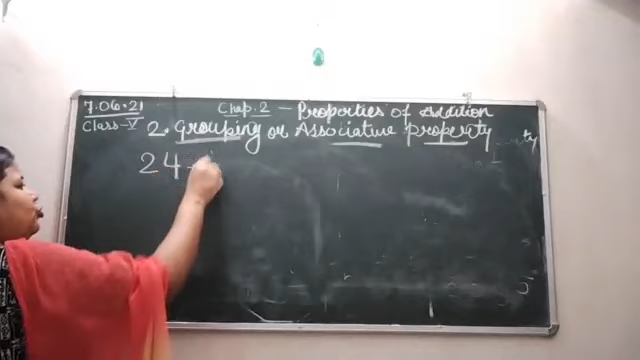 7.06.21 Chap.2 - Properties of Addition
Class-V 2. Grouping or Associative property
24